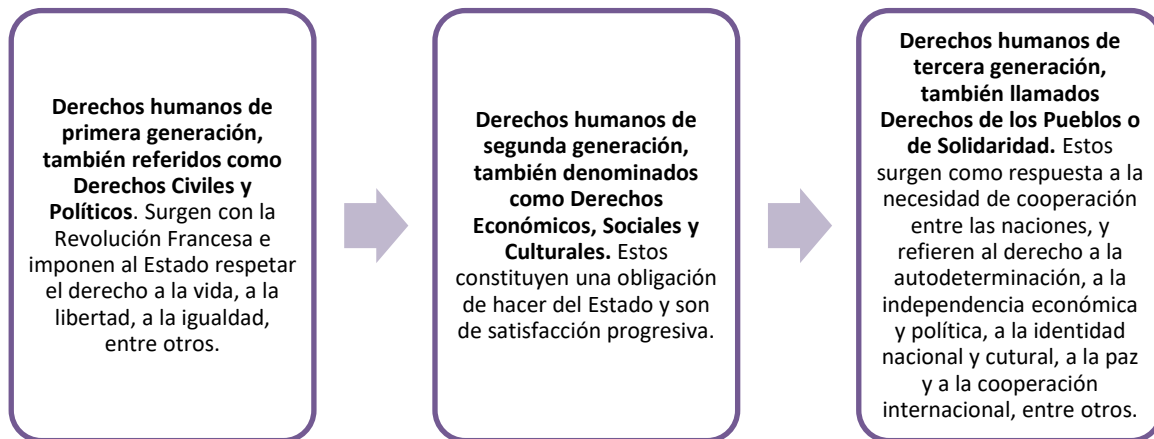 Derechos humanos de
primera generación,
también referidos como
Derechos Civiles y
Políticos. Surgen con la
Revolución Francesa e
imponen al Estado respetar
el derecho a la vida, a la
libertad, a la igualdad,
entre otros.
Derechos humanos de
segunda generación,
también denominados
como Derechos
Económicos, Sociales y
Culturales. Estos
constituyen una obligación
de hacer del Estado y son
de satisfacción progresiva.
Derechos humanos de
tercera generación,
también llamados
Derechos de los Pueblos o
de Solidaridad. Estos
surgen como respuesta a la
necesidad de cooperación
entre las naciones, y
refieren al derecho a la
autodeterminación, a la
independencia económica
y política, a la identidad
nacional y cutural, a la paz
y a la cooperación
internacional, entre otros.